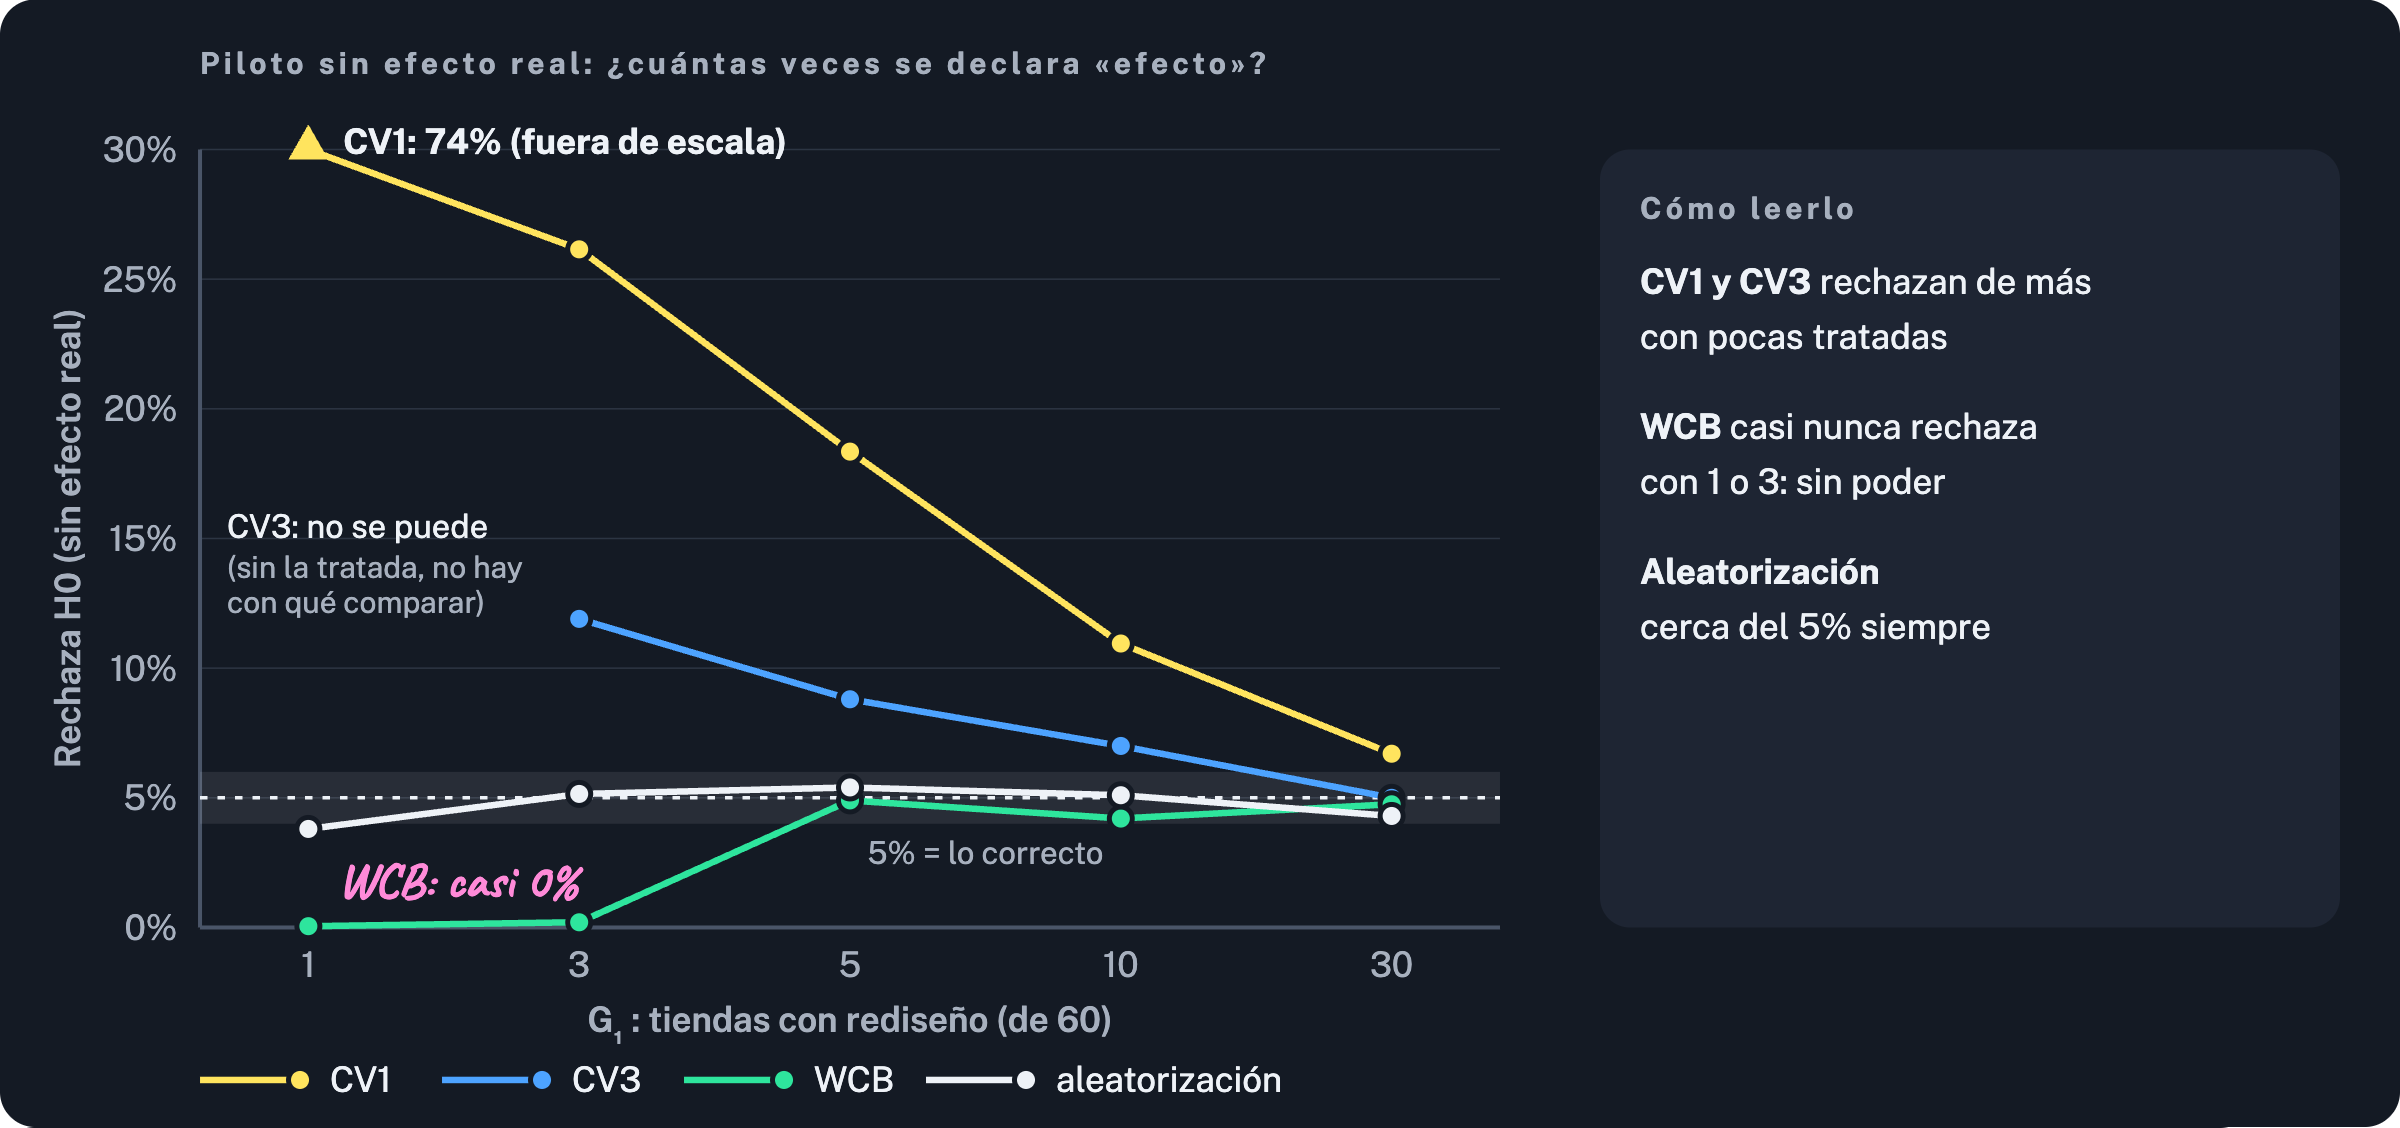 Piloto sin efecto real: ¿cuántas veces se declara «efecto»?
30%
25%
20%
15%
10%
5%
0%
Rechaza H0 (sin efecto real)
CV1: 74% (fuera de escala)
CV3: no se puede
(sin la tratada, no hay
con qué comparar)
WCB: casi 0%
5% = lo correcto
1 3 5 10 30
G₁ : tiendas con rediseño (de 60)
CV1 CV3 WCB aleatorización
Cómo leerlo
CV1 y CV3 rechazan de más
con pocas tratadas
WCB casi nunca rechaza
con 1 o 3: sin poder
Aleatorización
cerca del 5% siempre